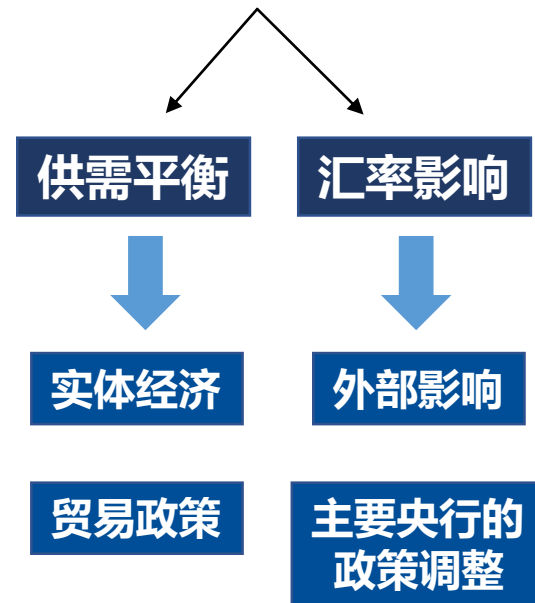 供需平衡
汇率影响
实体经济
外部影响
贸易政策
主要央行的
政策调整